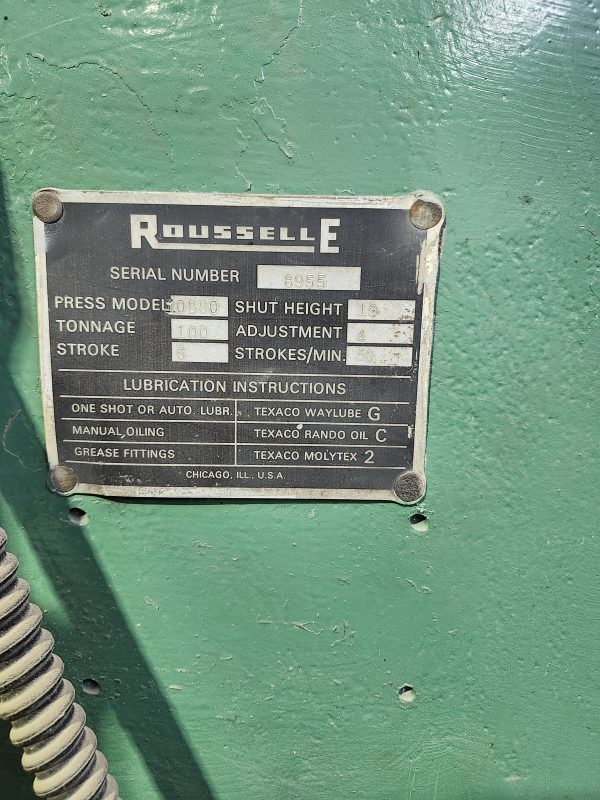 ROUSSELLE
SERIAL NUMBER 6955
PRESS MODEL SHUT HEIGHT
TONNAGE 100 ADJUSTMENT 4
STROKE 6 STROKES/MIN. 50
LUBRICATION INSTRUCTIONS
ONE SHOT OR AUTO. LUBR. TEXACO WAYLUBE G
MANUAL OILING TEXACO RANDO OIL C
GREASE FITTINGS TEXACO MOLYTEX 2
CHICAGO, ILL., U.S.A.